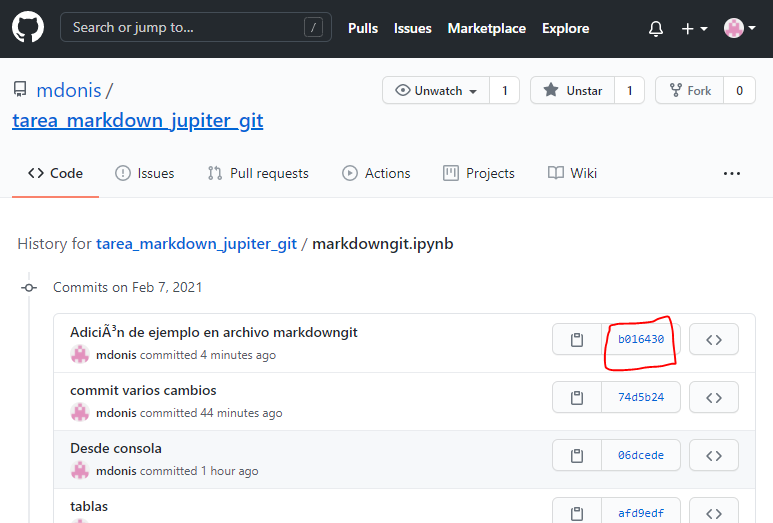 Search or jump to... / Pulls Issues Marketplace Explore
mdonis / Unwatch 1 Unstar 1 Fork 0
tarea_markdown_jupiter_git
Code Issues Pull requests Actions Projects Wiki ...
History for tarea_markdown_jupiter_git / markdowngit.ipynb
Commits on Feb 7, 2021
AdiciÃ³n de ejemplo en archivo markdowngit b016430 <>
mdonis committed 4 minutes ago
commit varios cambios 74d5b24 <>
mdonis committed 44 minutes ago
Desde consola 06dcede <>
mdonis committed 1 hour ago
tablas afd9edf <>